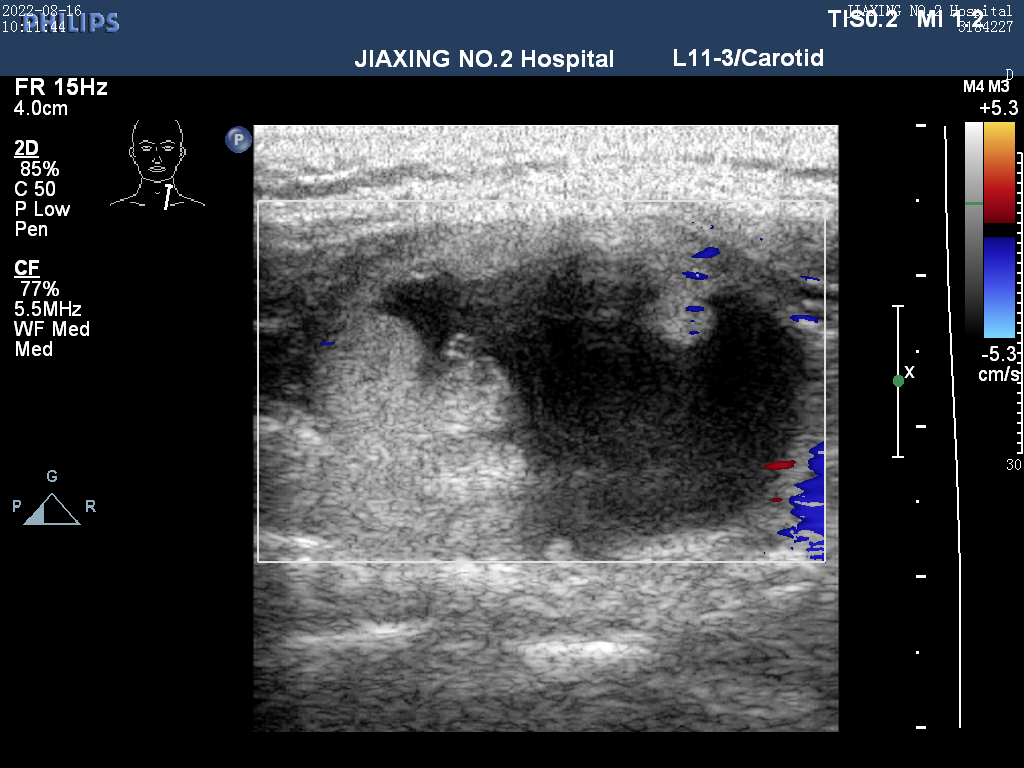 2022-08-16
10:11:44
PHILIPS
JIAXING NO.2 Hospital
3184227
TIS0.2 MI 1.2
JIAXING NO.2 Hospital
L11-3/Carotid
FR 15Hz
4.0cm
2D
85%
C 50
P Low
Pen
CF
77%
5.5MHz
WF Med
Med
P
D
M4 M3
+5.3
-5.3
cm/s
x
30
G
P
R